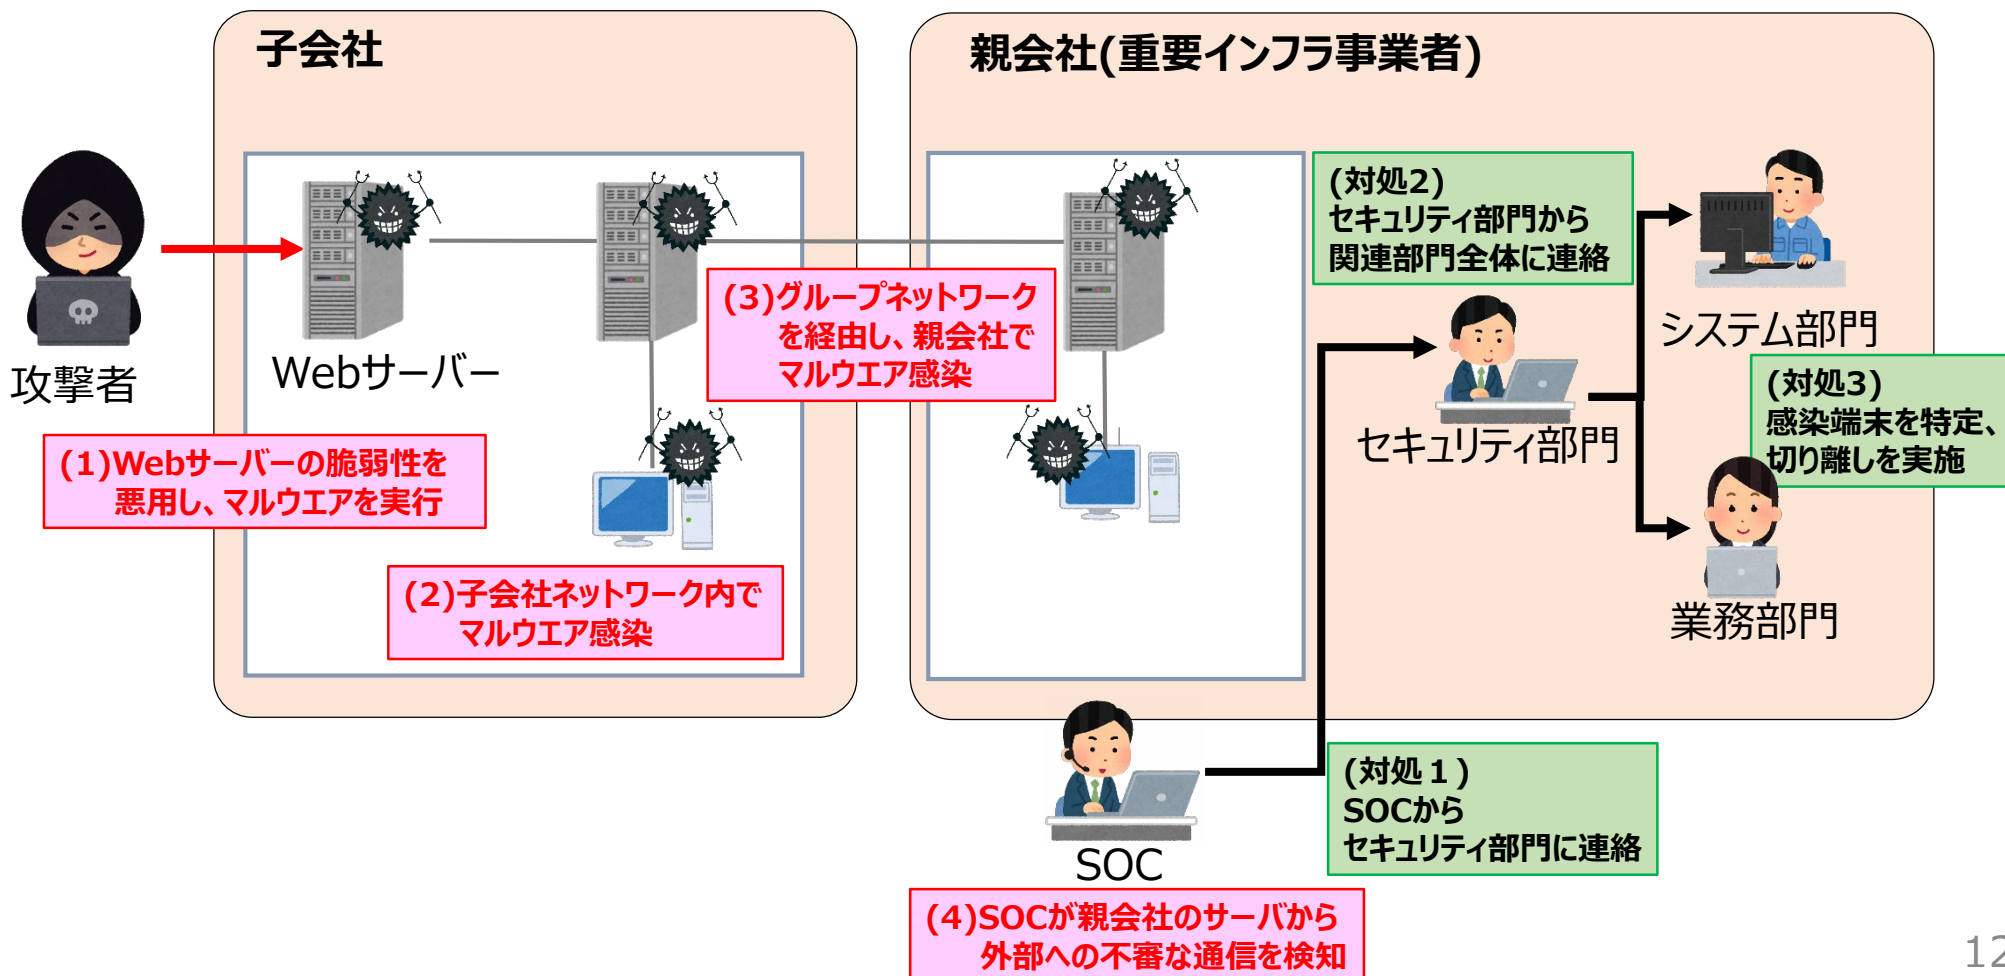 子会社
親会社(重要インフラ事業者)
攻撃者
Webサーバー
(1)Webサーバーの脆弱性を
悪用し、マルウエアを実行
(2)子会社ネットワーク内で
マルウエア感染
(3)グループネットワーク
を経由し、親会社で
マルウエア感染
(対処2)
セキュリティ部門から
関連部門全体に連絡
システム部門
セキュリティ部門
(対処3)
感染端末を特定、
切り離しを実施
業務部門
(対処１)
SOCから
セキュリティ部門に連絡
SOC
(4)SOCが親会社のサーバから
外部への不審な通信を検知
12